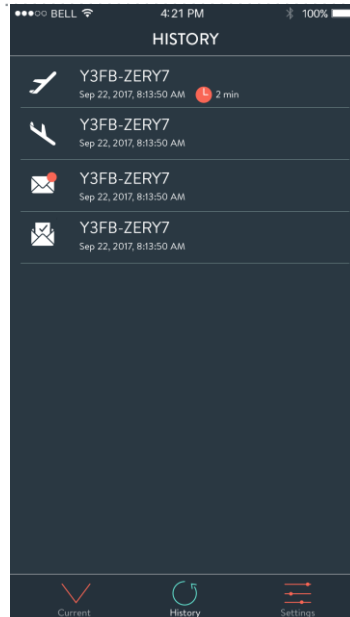 BELL 4:21 PM 100%
HISTORY
Y3FB-ZERY7
Sep 22, 2017, 8:13:50 AM 2 min
Y3FB-ZERY7
Sep 22, 2017, 8:13:50 AM
Y3FB-ZERY7
Sep 22, 2017, 8:13:50 AM
Y3FB-ZERY7
Sep 22, 2017, 8:13:50 AM
Current History Settings